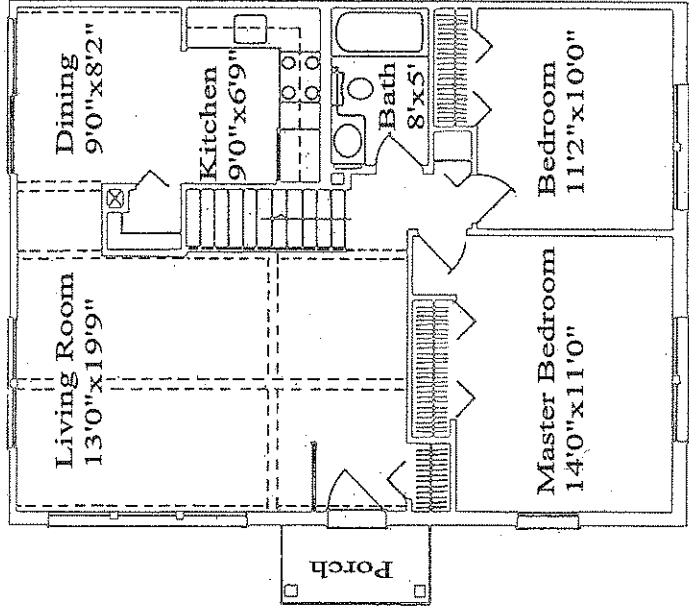 Dining
9'0"x8'2"
Kitchen
9'0"x6'9"
Bath
8'x5'
Bedroom
11'2"x10'0"
Living Room
13'0"x19'9"
Master Bedroom
14'0"x11'0"
Porch